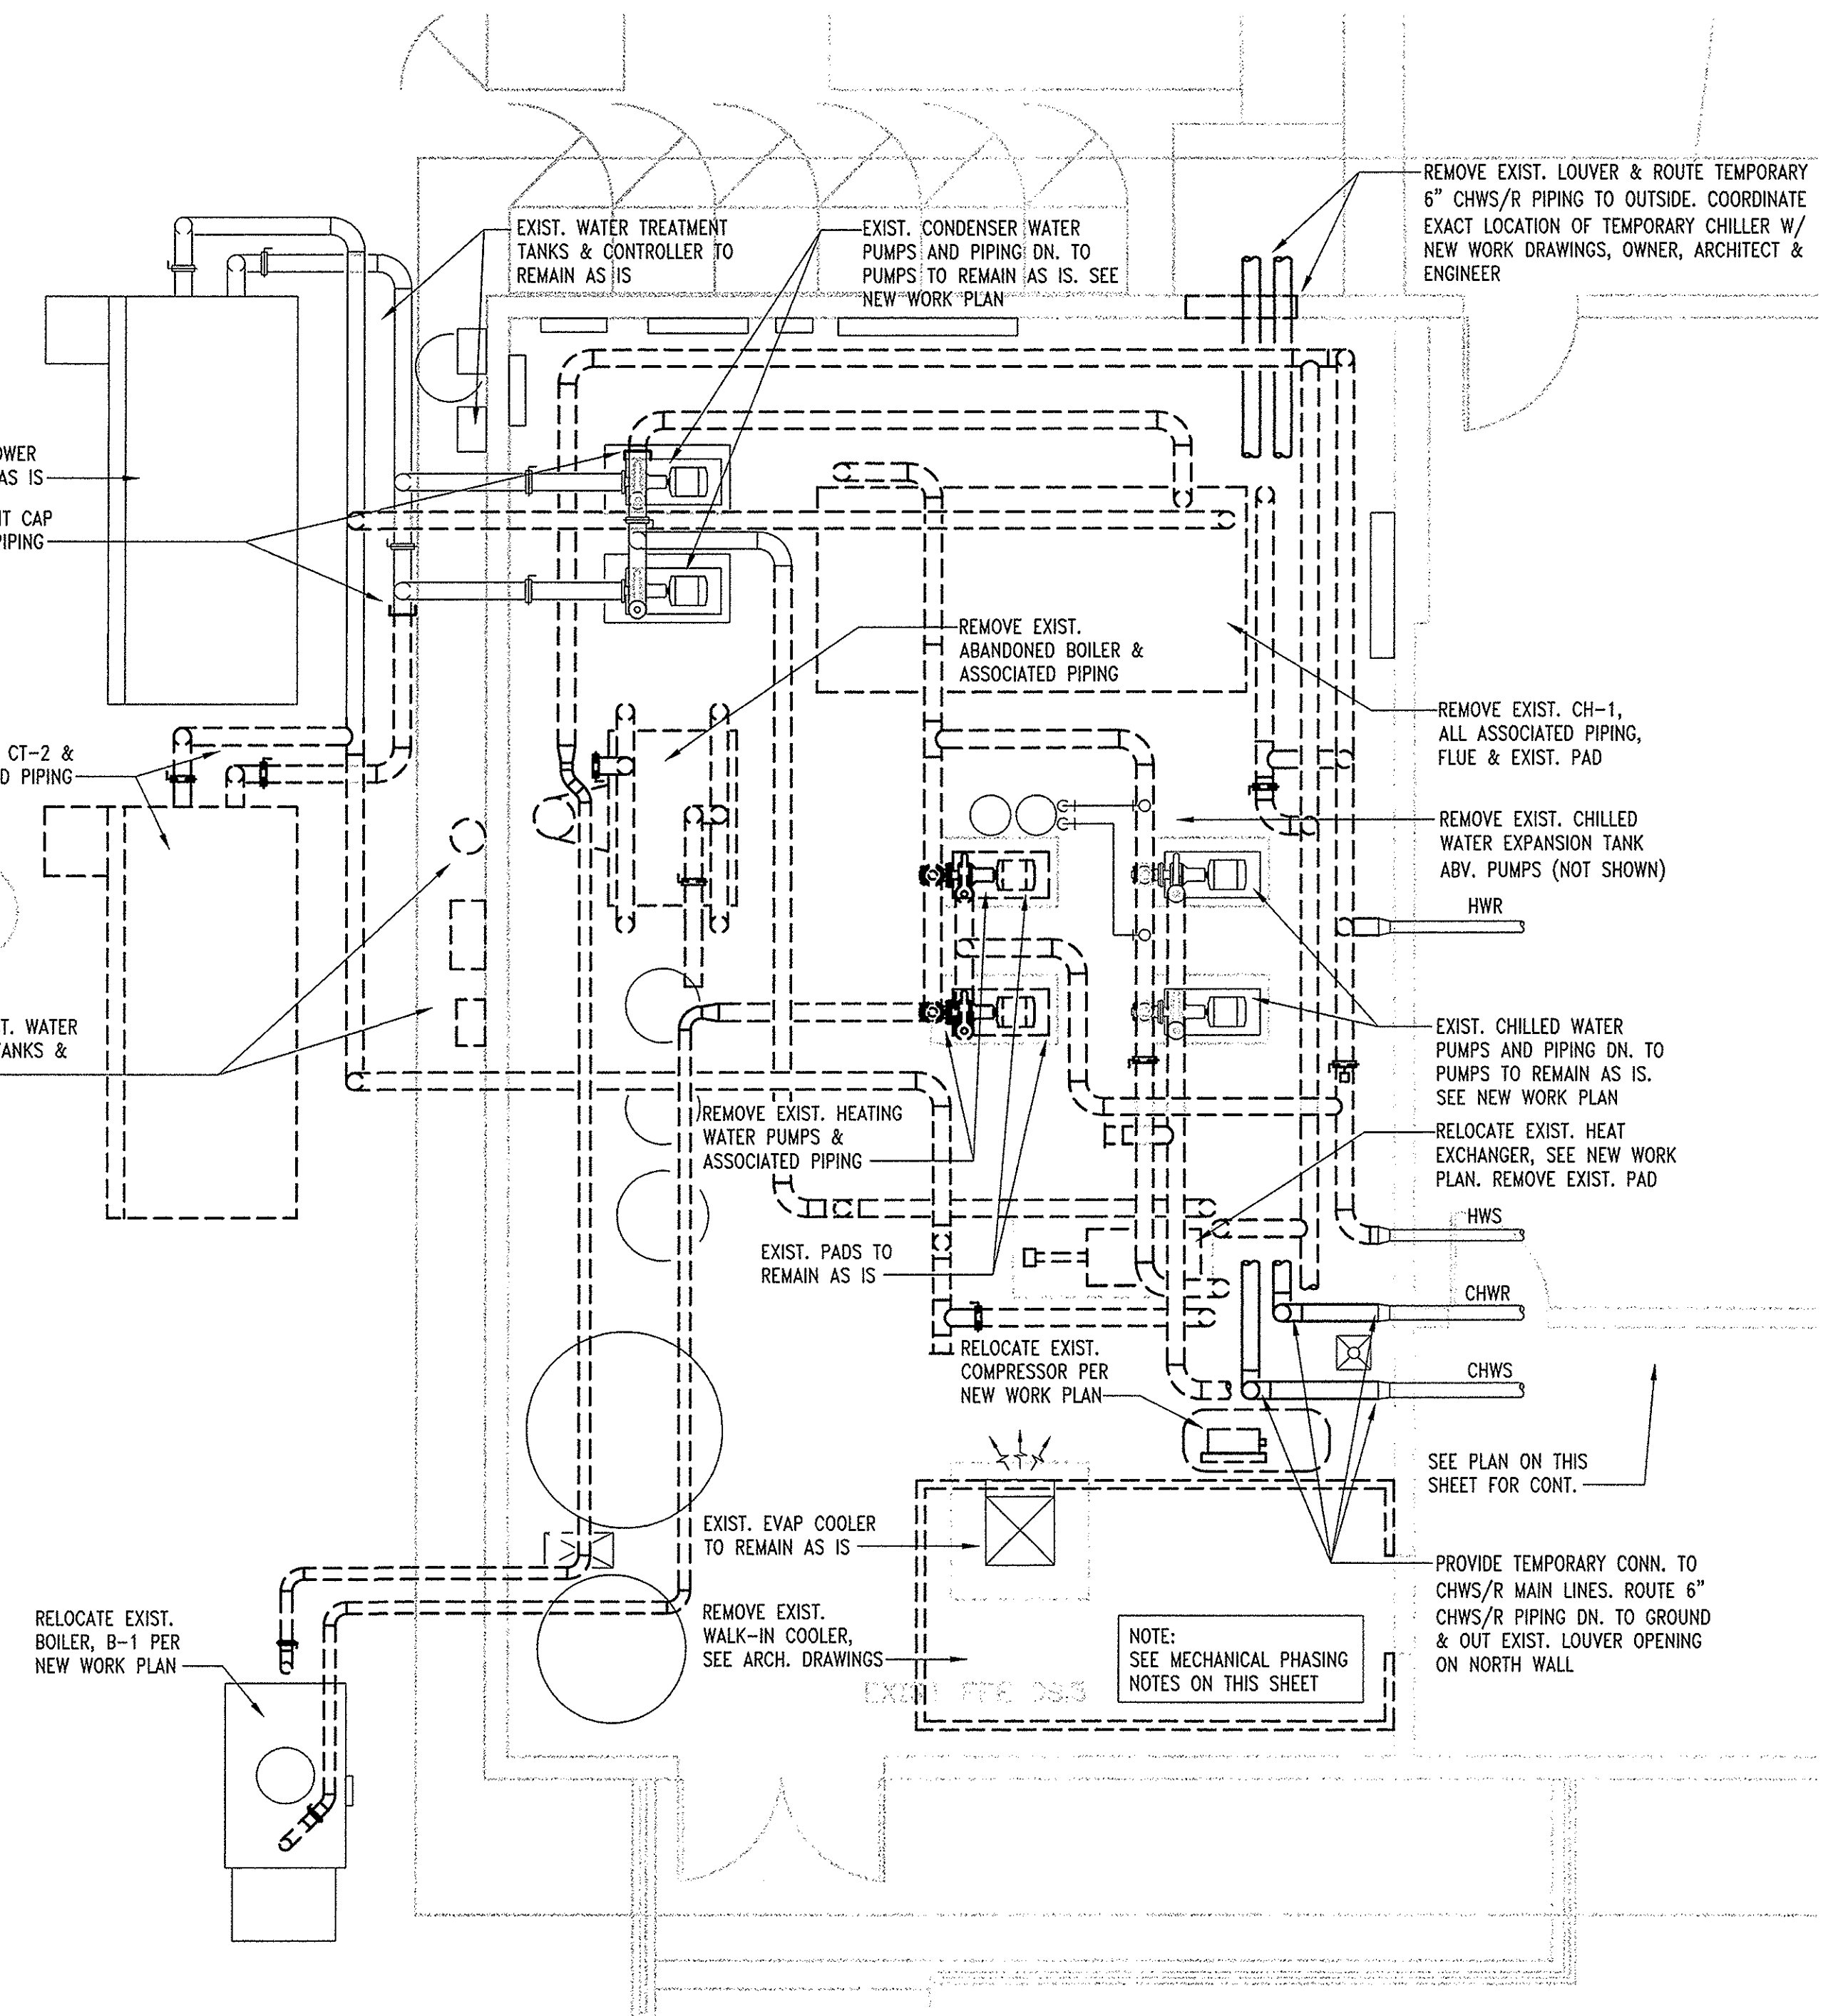 REMOVE EXIST. LOUVER & ROUTE TEMPORARY
6" CHWS/R PIPING TO OUTSIDE. COORDINATE
EXACT LOCATION OF TEMPORARY CHILLER W/
NEW WORK DRAWINGS, OWNER, ARCHITECT &
ENGINEER
EXIST. WATER TREATMENT
TANKS & CONTROLLER TO
REMAIN AS IS
EXIST. CONDENSER WATER
PUMPS AND PIPING DN. TO
PUMPS TO REMAIN AS IS. SEE
NEW WORK PLAN
OWER
AS IS
NT CAP
PIPING
REMOVE EXIST.
ABANDONED BOILER &
ASSOCIATED PIPING
REMOVE EXIST. CH-1,
ALL ASSOCIATED PIPING,
FLUE & EXIST. PAD
CT-2 &
D PIPING
REMOVE EXIST. CHILLED
WATER EXPANSION TANK
ABV. PUMPS (NOT SHOWN)
HWR
T. WATER
TANKS &
EXIST. CHILLED WATER
PUMPS AND PIPING DN. TO
PUMPS TO REMAIN AS IS.
SEE NEW WORK PLAN
REMOVE EXIST. HEATING
WATER PUMPS &
ASSOCIATED PIPING
RELOCATE EXIST. HEAT
EXCHANGER, SEE NEW WORK
PLAN. REMOVE EXIST. PAD
HWS
EXIST. PADS TO
REMAIN AS IS
CHWR
RELOCATE EXIST.
COMPRESSOR PER
NEW WORK PLAN
CHWS
SEE PLAN ON THIS
SHEET FOR CONT.
EXIST. EVAP COOLER
TO REMAIN AS IS
PROVIDE TEMPORARY CONN. TO
CHWS/R MAIN LINES. ROUTE 6"
CHWS/R PIPING DN. TO GROUND
& OUT EXIST. LOUVER OPENING
ON NORTH WALL
RELOCATE EXIST.
BOILER, B-1 PER
NEW WORK PLAN
REMOVE EXIST.
WALK-IN COOLER,
SEE ARCH. DRAWINGS
NOTE:
SEE MECHANICAL PHASING
NOTES ON THIS SHEET